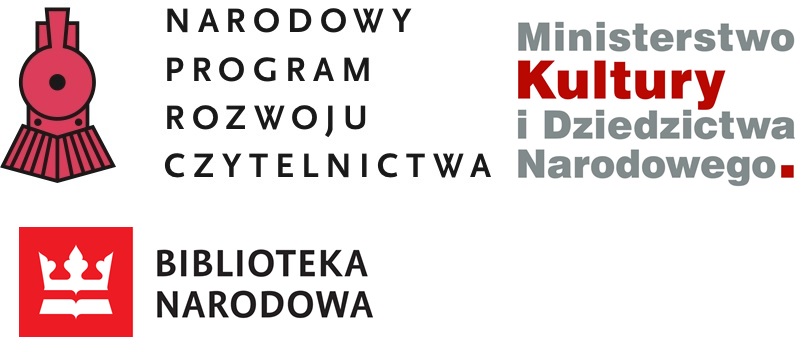 NARODOWY
PROGRAM
ROZWOJU
CZYTELNICTWA
Ministerstwo
Kultury
i Dziedzictwa
Narodowego.
BIBLIOTEKA
NARODOWA